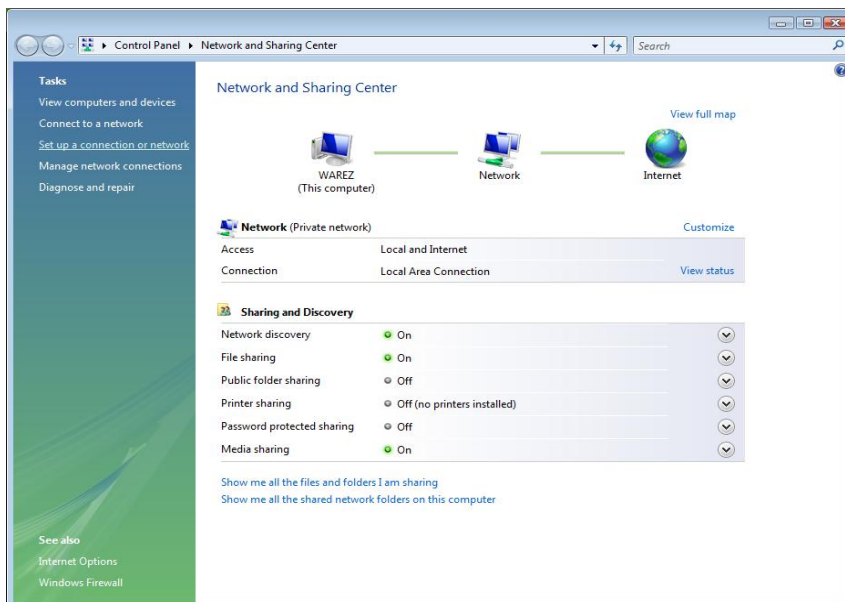 Control Panel Network and Sharing Center Search
Tasks
View computers and devices
Connect to a network
Set up a connection or network
Manage network connections
Diagnose and repair
Network and Sharing Center
View full map
WAREZ
(This computer)
Network
Internet
Network (Private network) Customize
Access Local and Internet
Connection Local Area Connection View status
Sharing and Discovery
Network discovery On
File sharing On
Public folder sharing Off
Printer sharing Off (no printers installed)
Password protected sharing Off
Media sharing On
Show me all the files and folders I am sharing
Show me all the shared network folders on this computer
See also
Internet Options
Windows Firewall